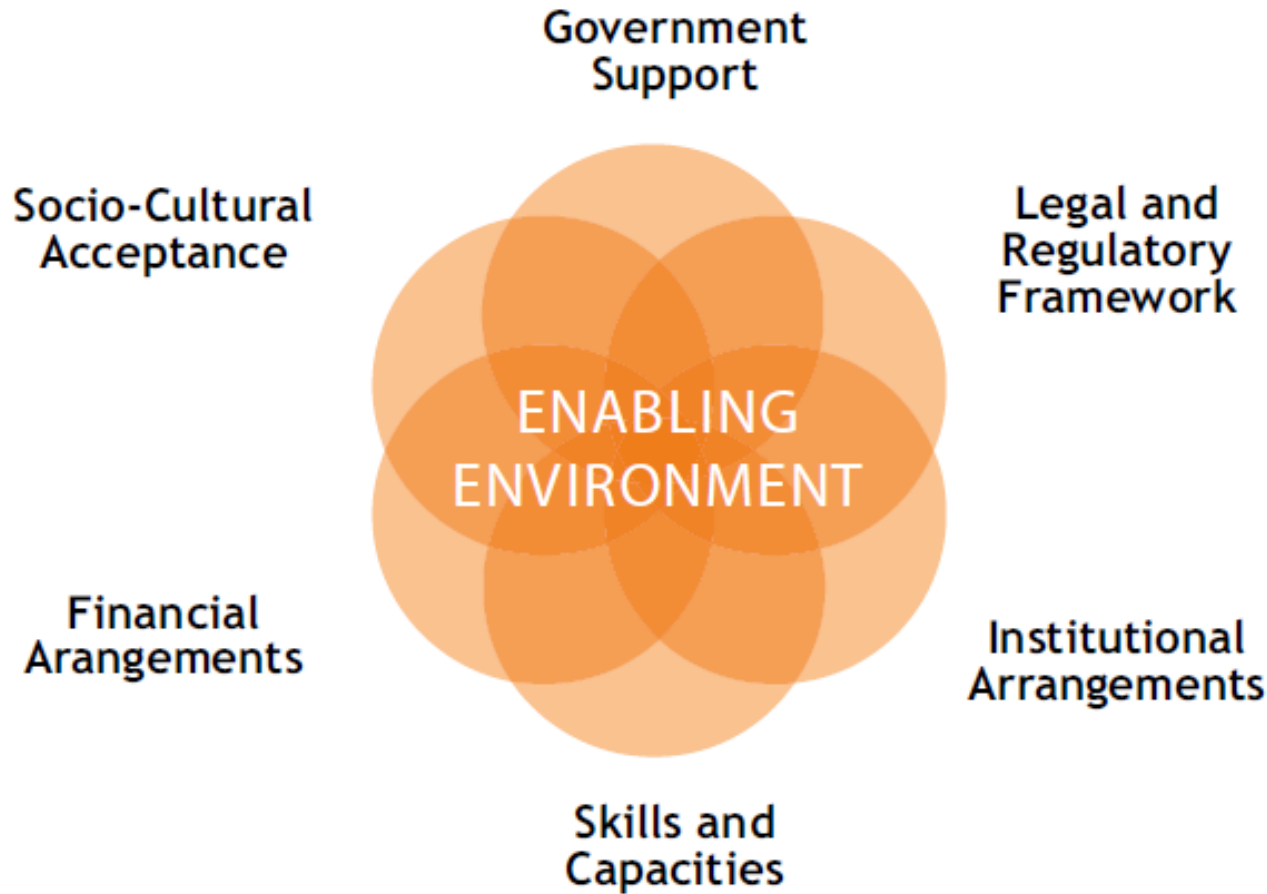 Government
Support
Socio-Cultural
Acceptance
Legal and
Regulatory
Framework
ENABLING
ENVIRONMENT
Financial
Arangements
Institutional
Arrangements
Skills and
Capacities